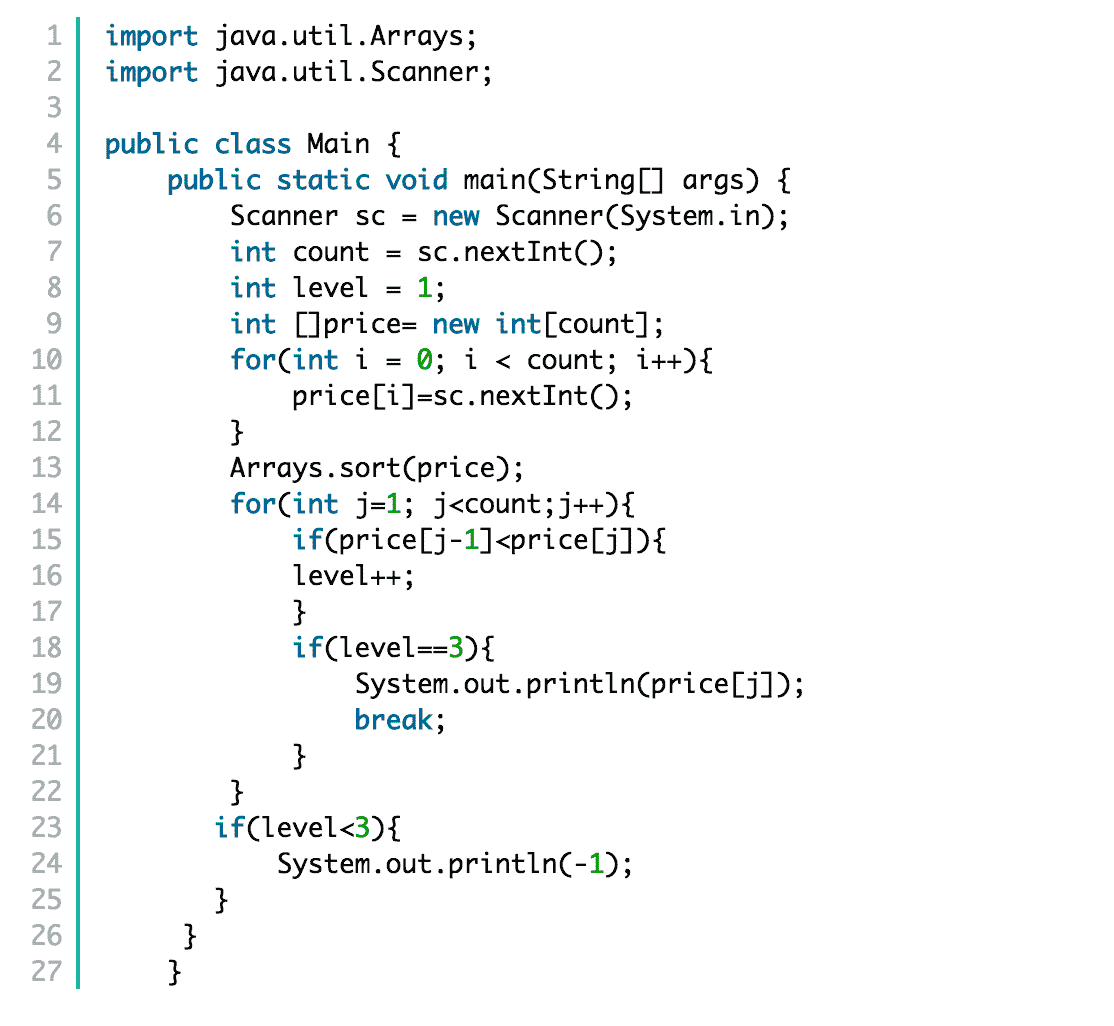 1 import java.util.Arrays;
2 import java.util.Scanner;
3
4 public class Main {
5     public static void main(String[] args) {
6         Scanner sc = new Scanner(System.in);
7         int count = sc.nextInt();
8         int level = 1;
9         int []price= new int[count];
10         for(int i = 0; i < count; i++){
11             price[i]=sc.nextInt();
12         }
13         Arrays.sort(price);
14         for(int j=1; j<count;j++){
15             if(price[j-1]<price[j]){
16             level++;
17             }
18             if(level==3){
19                 System.out.println(price[j]);
20                 break;
21             }
22         }
23        if(level<3){
24            System.out.println(-1);
25        }
26      }
27     }